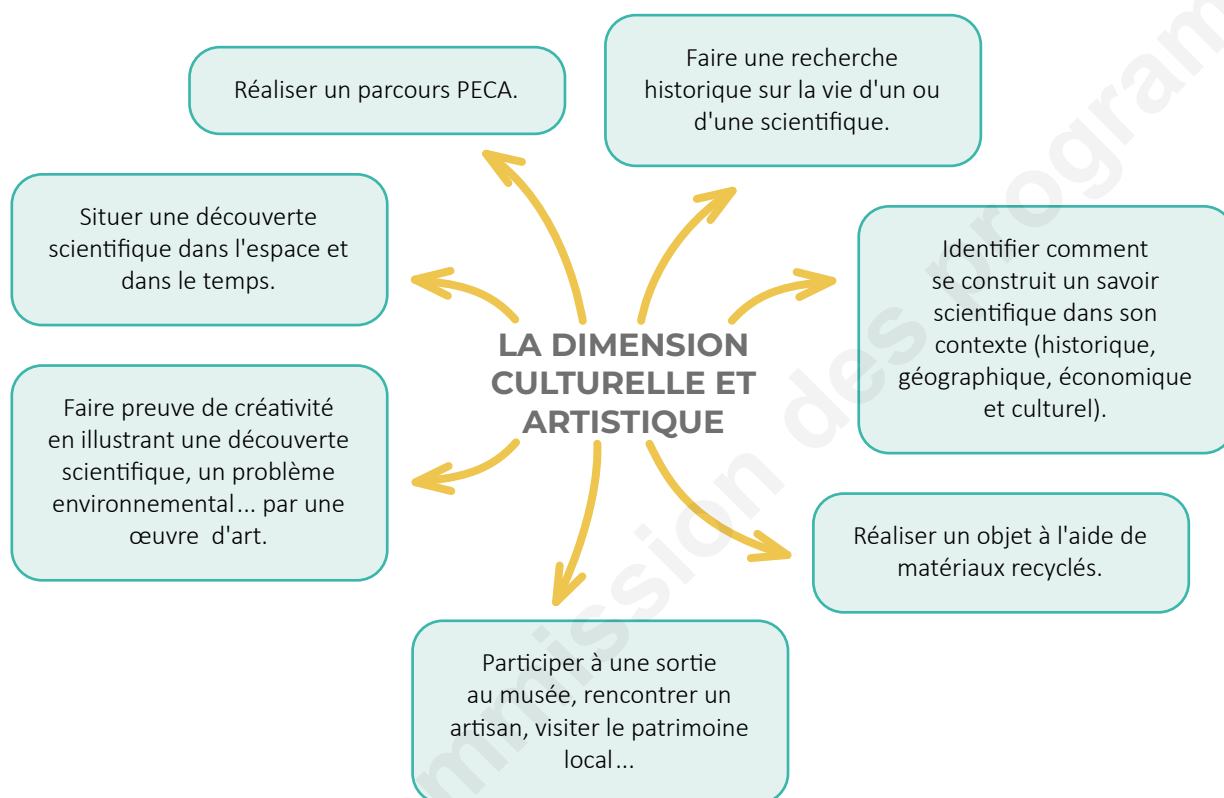 Réaliser un parcours PECA.
Faire une recherche
historique sur la vie d'un ou
d'une scientifique.
Situer une découverte
scientifique dans l'espace et
dans le temps.
Identifier comment
se construit un savoir
scientifique dans son
contexte (historique,
géographique, économique
et culturel).
LA DIMENSION
CULTURELLE ET
ARTISTIQUE
Faire preuve de créativité
en illustrant une découverte
scientifique, un problème
environnemental... par une
œuvre d'art.
Réaliser un objet à l'aide de
matériaux recyclés.
Participer à une sortie
au musée, rencontrer un
artisan, visiter le patrimoine
local...
mmission des program